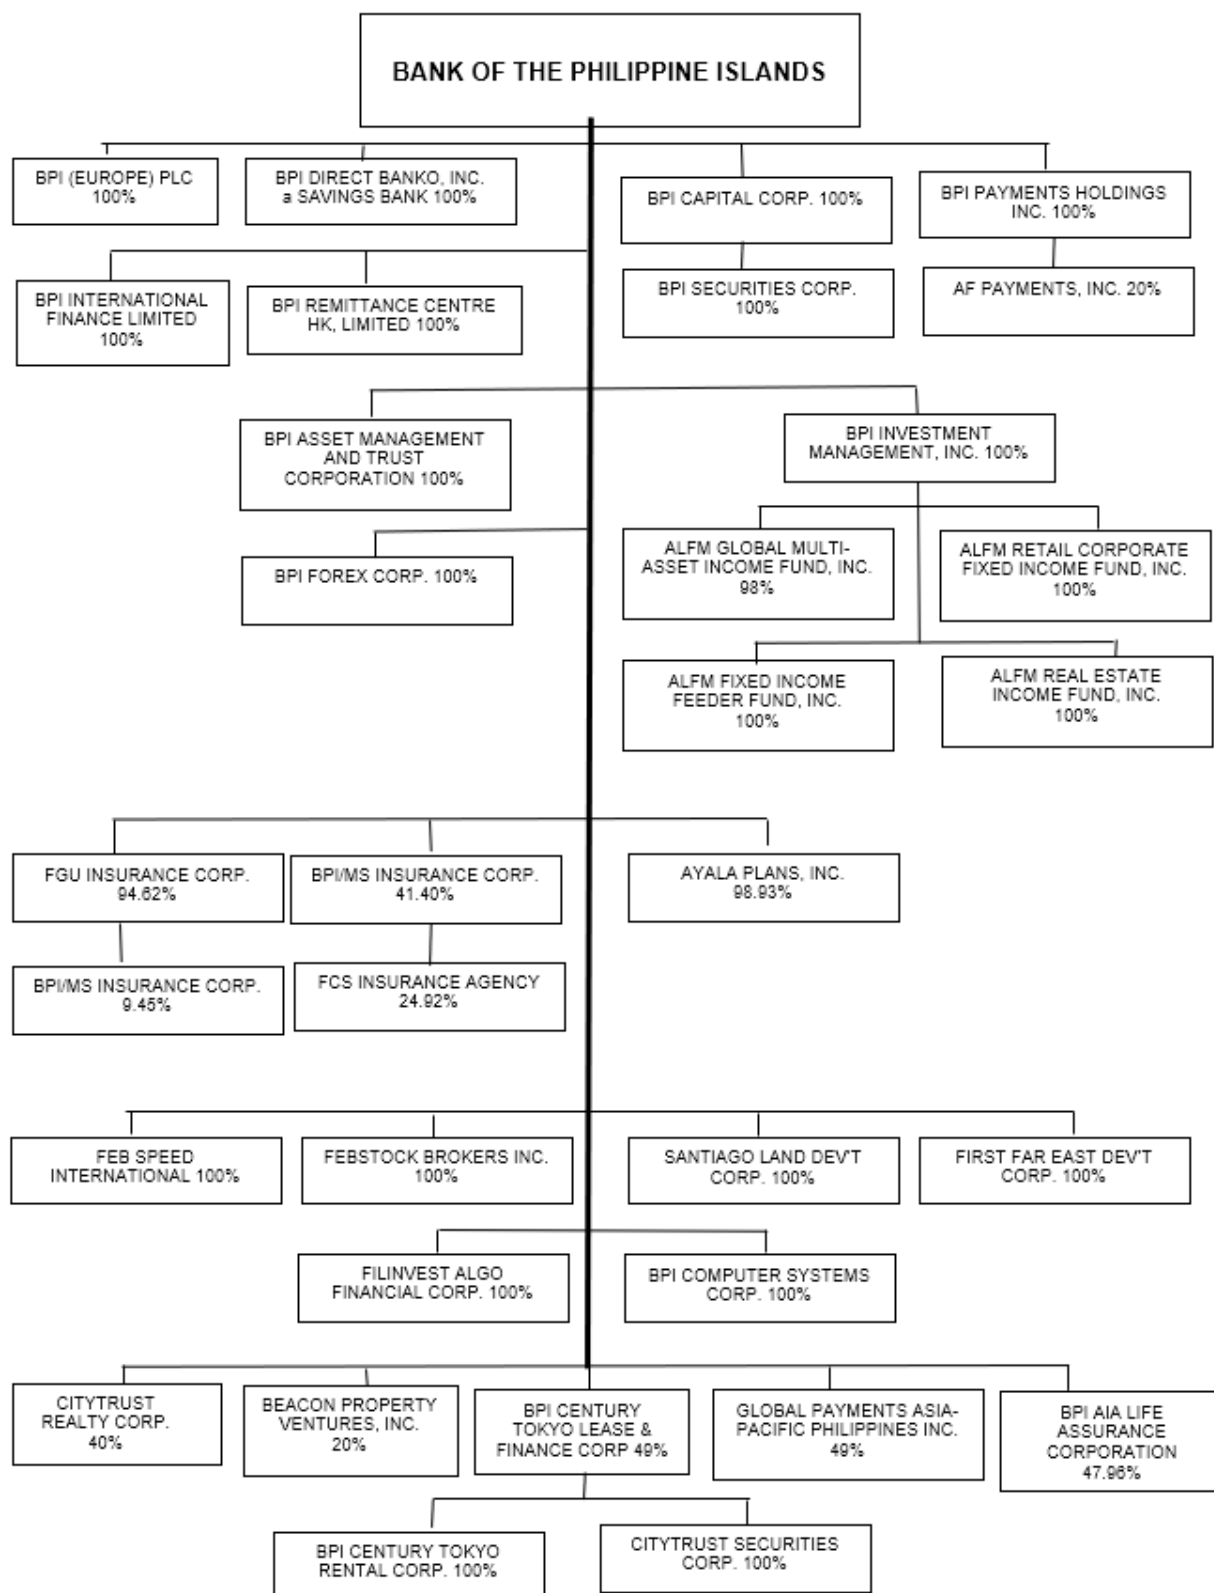 BANK OF THE PHILIPPINE ISLANDS
BPI (EUROPE) PLC
100%
BPI DIRECT BANKO, INC.
a SAVINGS BANK 100%
BPI CAPITAL CORP. 100%
BPI PAYMENTS HOLDINGS
INC. 100%
BPI INTERNATIONAL
FINANCE LIMITED
100%
BPI REMITTANCE CENTRE
HK, LIMITED 100%
BPI SECURITIES CORP.
100%
AF PAYMENTS, INC. 20%
BPI ASSET MANAGEMENT
AND TRUST
CORPORATION 100%
BPI INVESTMENT
MANAGEMENT, INC. 100%
BPI FOREX CORP. 100%
ALFM GLOBAL MULTI-
ASSET INCOME FUND, INC.
98%
ALFM RETAIL CORPORATE
FIXED INCOME FUND, INC.
100%
ALFM FIXED INCOME
FEEDER FUND, INC.
100%
ALFM REAL ESTATE
INCOME FUND, INC.
100%
FGU INSURANCE CORP.
94.62%
BPI/MS INSURANCE CORP.
41.40%
AYALA PLANS, INC.
98.93%
BPI/MS INSURANCE CORP.
9.45%
FCS INSURANCE AGENCY
24.92%
FEB SPEED
INTERNATIONAL 100%
FEBSTOCK BROKERS INC.
100%
SANTIAGO LAND DEV'T
CORP. 100%
FIRST FAR EAST DEV'T
CORP. 100%
FILINVEST ALGO
FINANCIAL CORP. 100%
BPI COMPUTER SYSTEMS
CORP. 100%
CITYTRUST
REALTY CORP.
40%
BEACON PROPERTY
VENTURES, INC.
20%
BPI CENTURY
TOKYO LEASE &
FINANCE CORP 49%
GLOBAL PAYMENTS ASIA-
PACIFIC PHILIPPINES INC.
49%
BPI AIA LIFE
ASSURANCE
CORPORATION
47.96%
BPI CENTURY TOKYO
RENTAL CORP. 100%
CITYTRUST SECURITIES
CORP. 100%